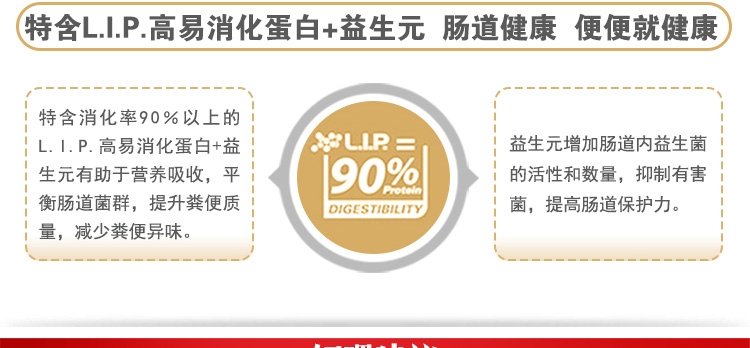 特含L.I.P.高易消化蛋白+益生元 肠道健康 便便就健康
特含消化率90%以上的
L.I.P.高易消化蛋白+益
生元有助于营养吸收，平
衡肠道菌群，提升粪便质
量，减少粪便异味。
L.I.P. =
90%
Protein
DIGESTIBILITY
益生元增加肠道内益生菌
的活性和数量，抑制有害
菌，提高肠道保护力。